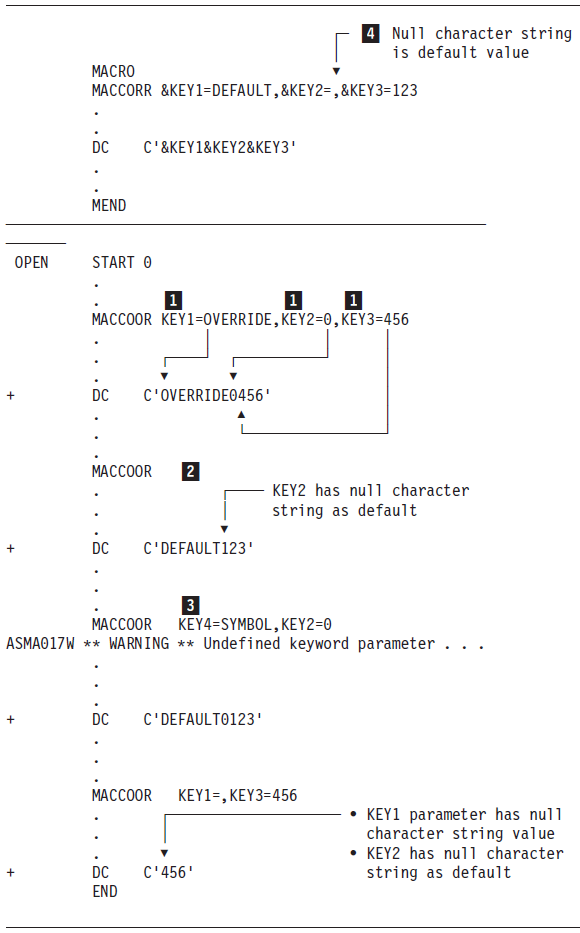 4 Null character string
is default value
MACRO
MACCORR &KEY1=DEFAULT,&KEY2=,&KEY3=123
.
.
DC C'&KEY1&KEY2&KEY3'
.
.
MEND
OPEN START 0
.
. 1 1 1
MACCOOR KEY1=OVERRIDE,KEY2=0,KEY3=456
.
.
.
+ DC C'OVERRIDE0456'
.
.
.
MACCOOR 2
. KEY2 has null character
. string as default
.
+ DC C'DEFAULT123'
.
.
. 3
MACCOOR KEY4=SYMBOL,KEY2=0
ASMA017W ** WARNING ** Undefined keyword parameter . . .
.
.
.
+ DC C'DEFAULT0123'
.
.
.
MACCOOR KEY1=,KEY3=456
. • KEY1 parameter has null
. character string value
. • KEY2 has null character
+ DC C'456' string as default
END